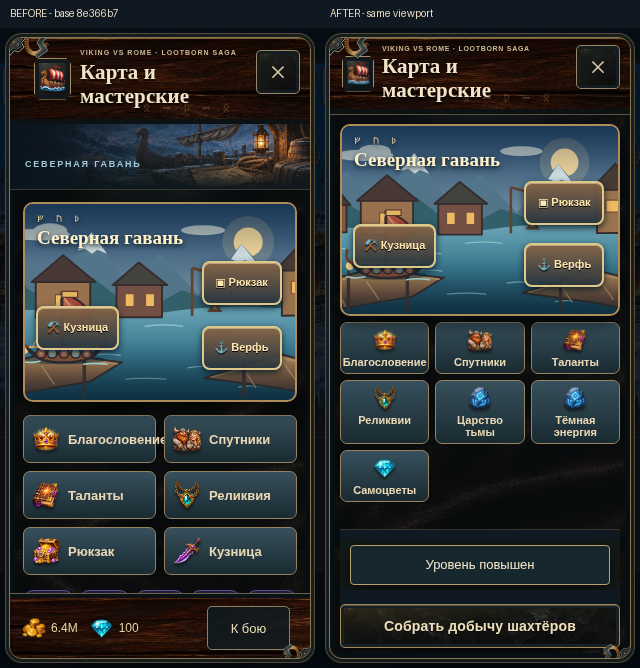 BEFORE · base 8e366b7
VIKING VS ROME · LOOTBORN SAGA
Карта и
мастерские
СЕВЕРНАЯ ГАВАНЬ
ᚠ ᚢ ᚦ
Северная гавань
Рюкзак
Кузница
Верфь
Благословение
Спутники
Таланты
Реликвия
Рюкзак
Кузница
6.4M
100
К бою
AFTER · same viewport
VIKING VS ROME · LOOTBORN SAGA
Карта и
мастерские
ᚠ ᚢ ᚦ
Северная гавань
Рюкзак
Кузница
Верфь
Благословение
Спутники
Таланты
Реликвии
Царство
тьмы
Тёмная
энергия
Самоцветы
Уровень повышен
Собрать добычу шахтёров